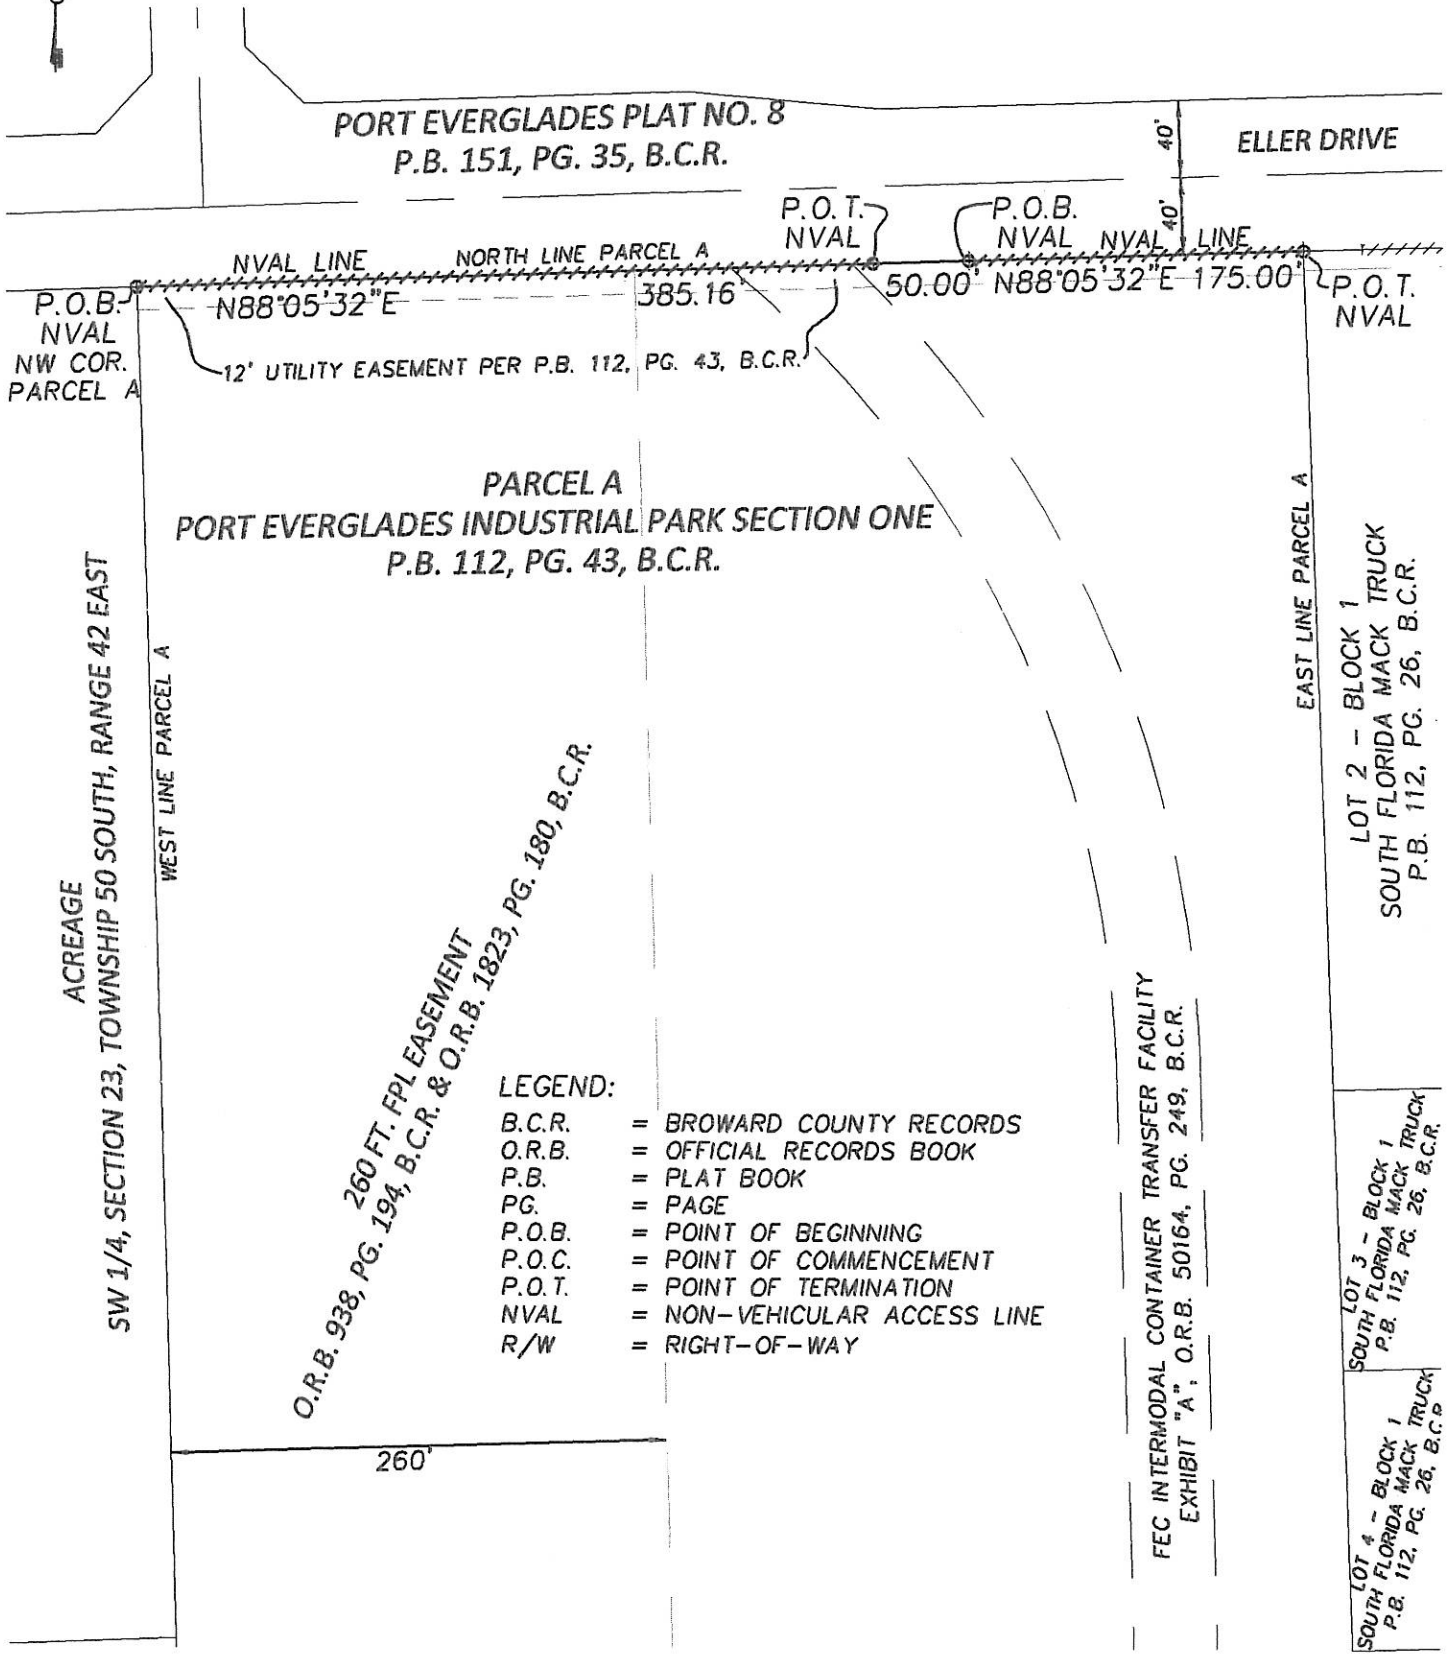 PORT EVERGLADES PLAT NO. 8
P.B. 151, PG. 35, B.C.R.
40'
ELLER DRIVE
40'
P.O.T.
NVAL
P.O.B.
NVAL
NVAL LINE
NVAL LINE
NORTH LINE PARCEL A
P.O.B.
NVAL
NW COR.
PARCEL A
N88°05'32"E
385.16'
50.00'
N88°05'32"E 175.00'
P.O.T.
NVAL
12' UTILITY EASEMENT PER P.B. 112, PG. 43, B.C.R.
PARCEL A
PORT EVERGLADES INDUSTRIAL PARK SECTION ONE
P.B. 112, PG. 43, B.C.R.
ACREAGE
SW 1/4, SECTION 23, TOWNSHIP 50 SOUTH, RANGE 42 EAST
WEST LINE PARCEL A
EAST LINE PARCEL A
LOT 2 - BLOCK 1
SOUTH FLORIDA MACK TRUCK
P.B. 112, PG. 26, B.C.R.
260 FT. FPL EASEMENT
O.R.B. 938, PG. 194, B.C.R. & O.R.B. 1823, PG. 180, B.C.R.
LEGEND:
B.C.R. = BROWARD COUNTY RECORDS
O.R.B. = OFFICIAL RECORDS BOOK
P.B. = PLAT BOOK
PG. = PAGE
P.O.B. = POINT OF BEGINNING
P.O.C. = POINT OF COMMENCEMENT
P.O.T. = POINT OF TERMINATION
NVAL = NON-VEHICULAR ACCESS LINE
R/W = RIGHT-OF-WAY
FEC INTERMODAL CONTAINER TRANSFER FACILITY
EXHIBIT "A", O.R.B. 50164, PG. 249, B.C.R.
LOT 3 - BLOCK 1
SOUTH FLORIDA MACK TRUCK
P.B. 112, PG. 26, B.C.R.
LOT 4 - BLOCK 1
SOUTH FLORIDA MACK TRUCK
P.B. 112, PG. 26, B.C.R
260'